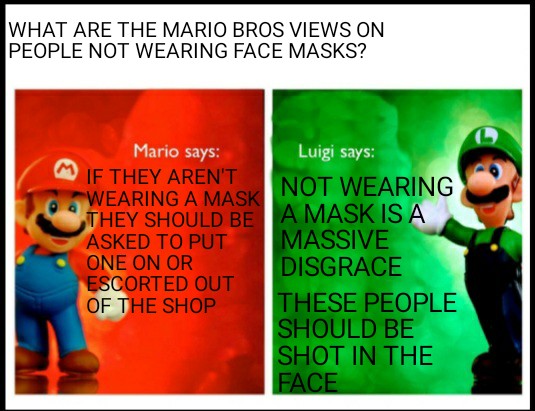 WHAT ARE THE MARIO BROS VIEWS ON
PEOPLE NOT WEARING FACE MASKS?
Mario says:
IF THEY AREN'T
WEARING A MASK
THEY SHOULD BE
ASKED TO PUT
ONE ON OR
ESCORTED OUT
OF THE SHOP
M
Luigi says:
NOT WEARING
A MASK IS A
MASSIVE
DISGRACE
THESE PEOPLE
SHOULD BE
SHOT IN THE
FACE
L